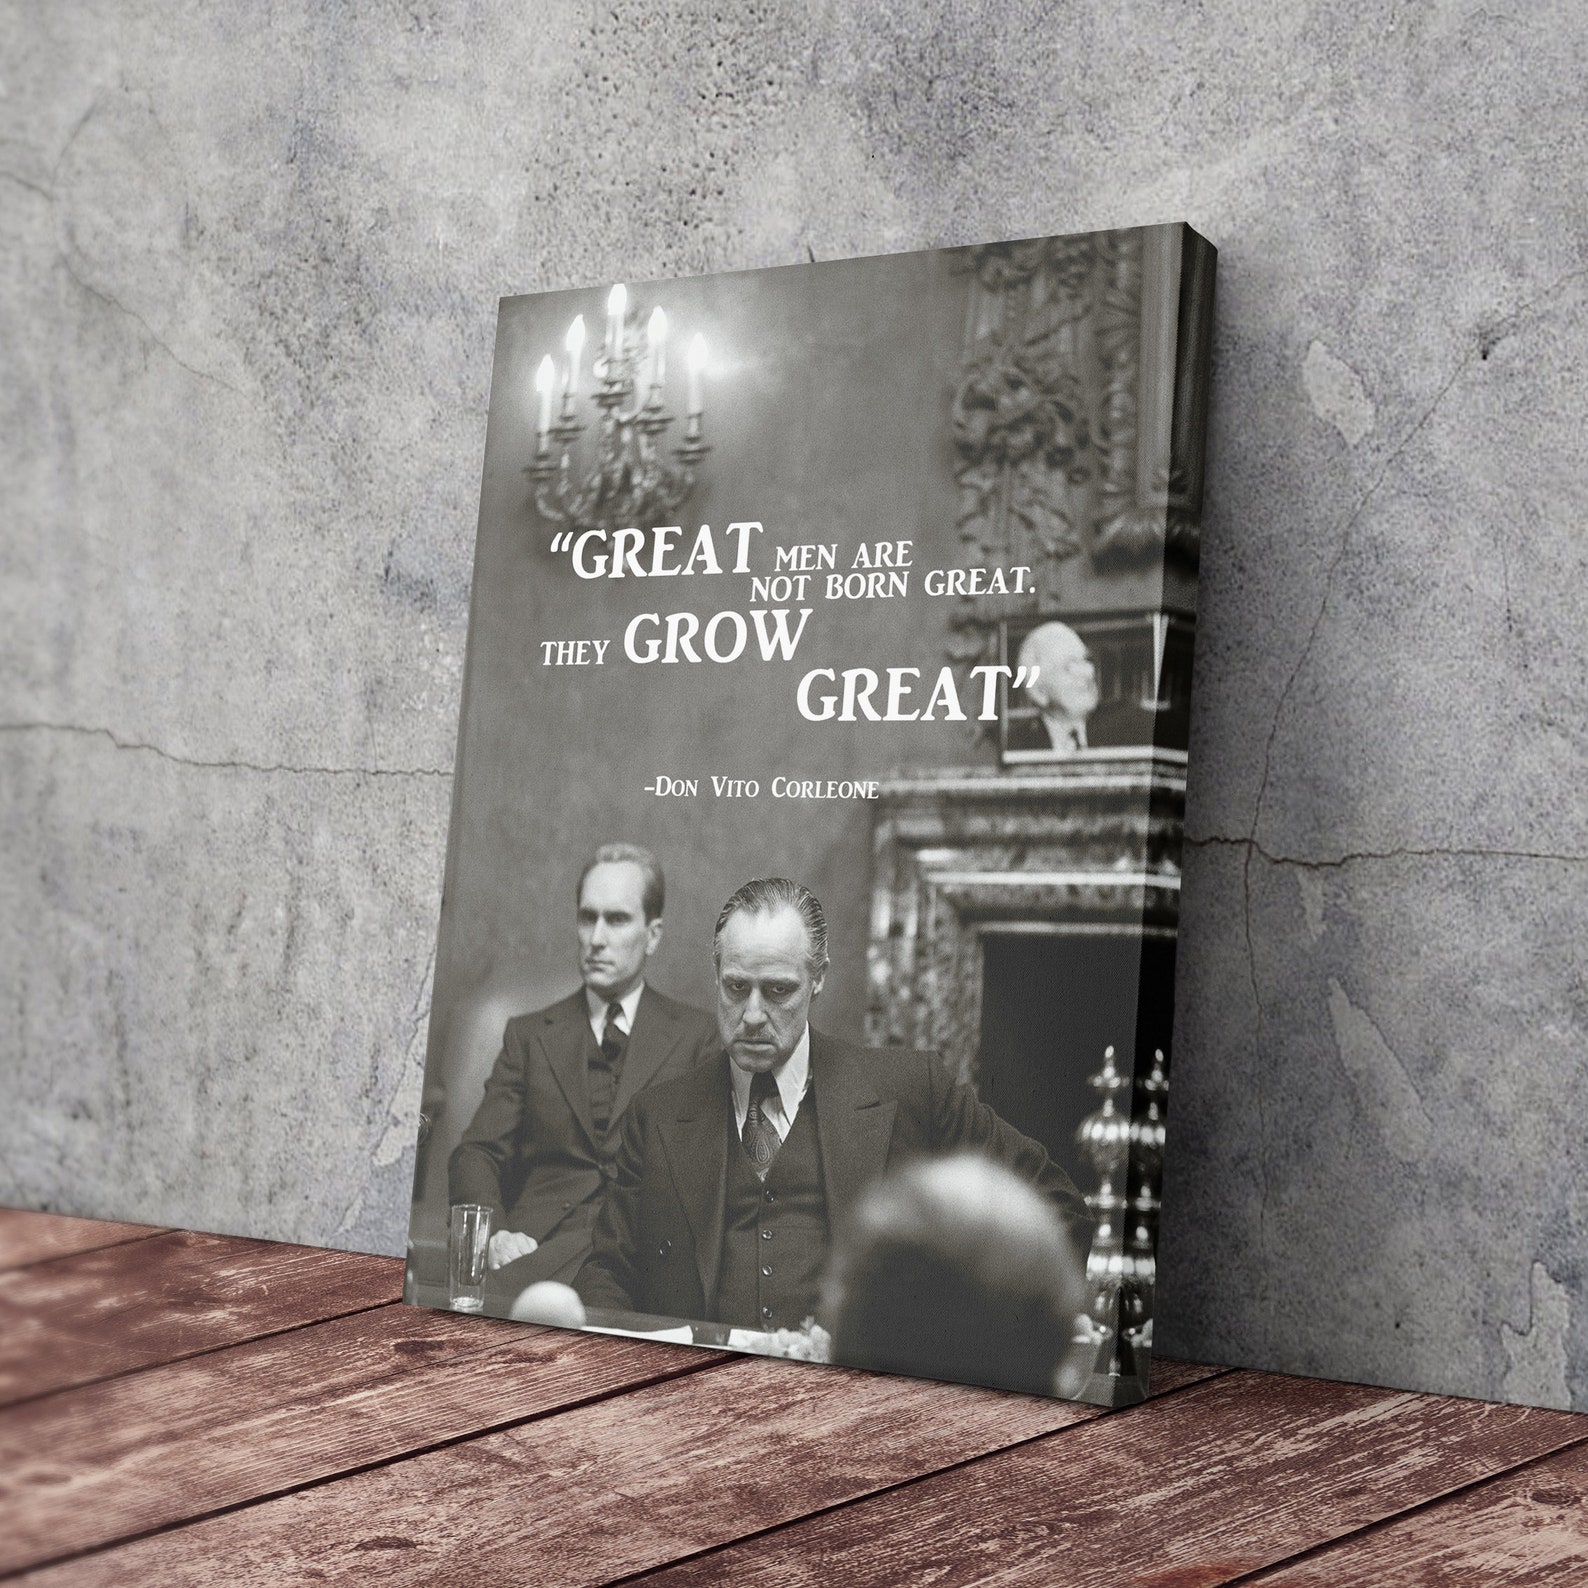 “GREAT MEN ARE
NOT BORN GREAT.
THEY GROW
GREAT”
-DON VITO CORLEONE